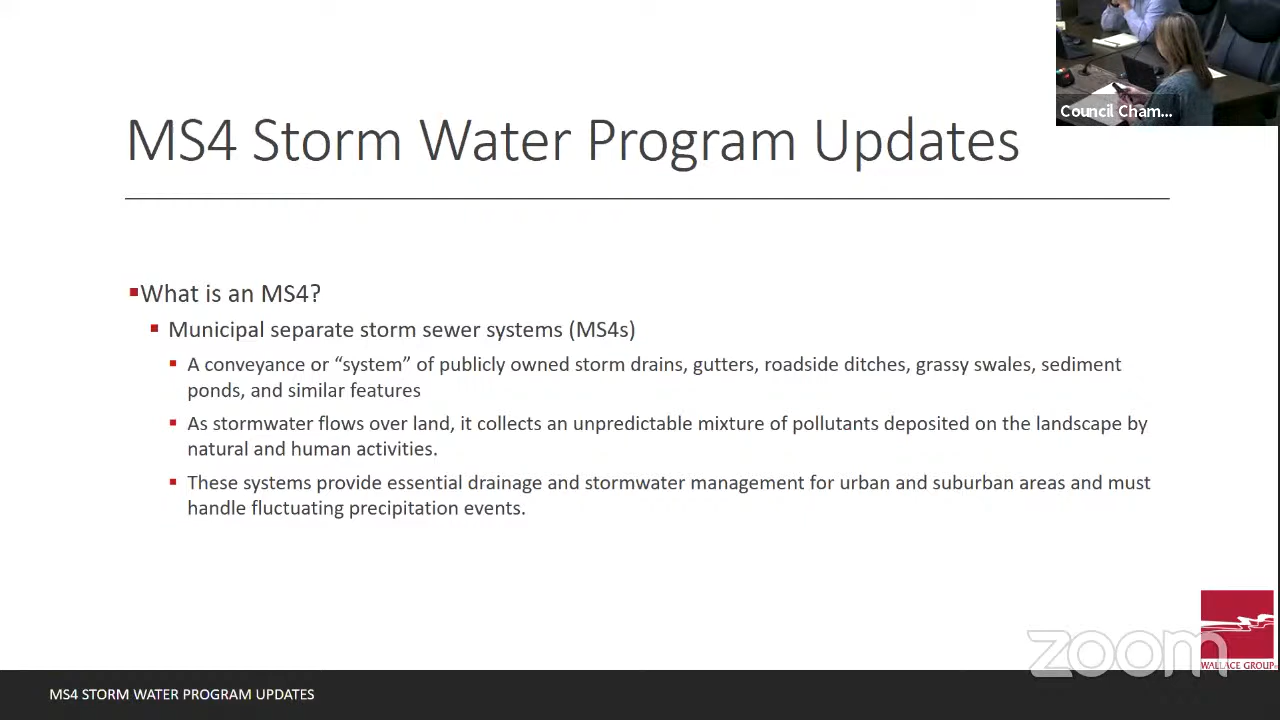 Council Cham...
MS4 Storm Water Program Updates
What is an MS4?
Municipal separate storm sewer systems (MS4s)
A conveyance or “system” of publicly owned storm drains, gutters, roadside ditches, grassy swales, sediment
ponds, and similar features
As stormwater flows over land, it collects an unpredictable mixture of pollutants deposited on the landscape by
natural and human activities.
These systems provide essential drainage and stormwater management for urban and suburban areas and must
handle fluctuating precipitation events.
zoom
WALLACE GROUP
MS4 STORM WATER PROGRAM UPDATES